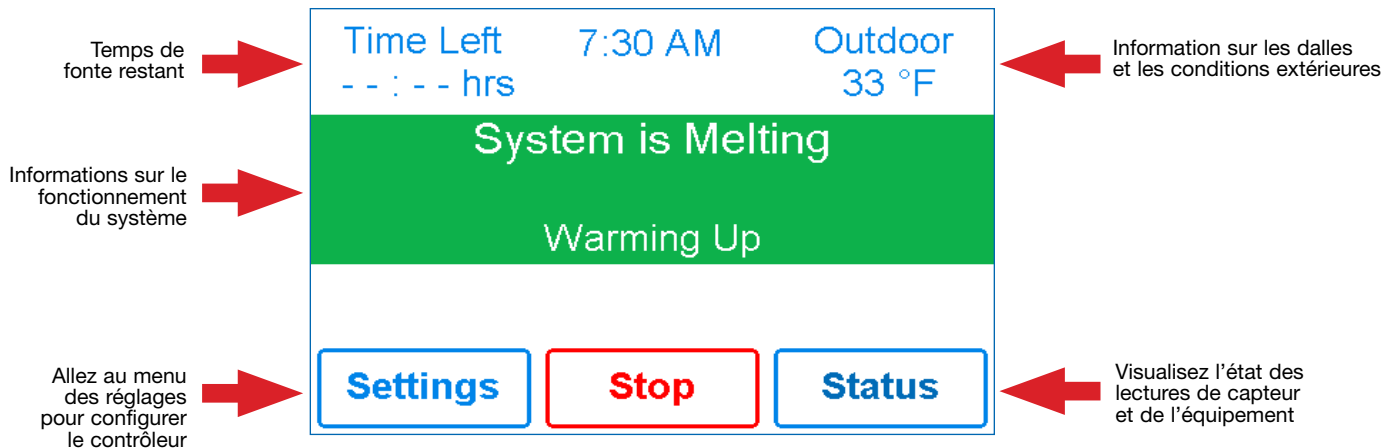 Temps de
fonte restant
Time Left
- - : - - hrs
7:30 AM
Outdoor
33 °F
Information sur les dalles
et les conditions extérieures
Informations sur le
fonctionnement
du système
System is Melting
Warming Up
Allez au menu
des réglages
pour configurer
le contrôleur
Settings
Stop
Status
Visualisez l’état des
lectures de capteur
et de l’équipement